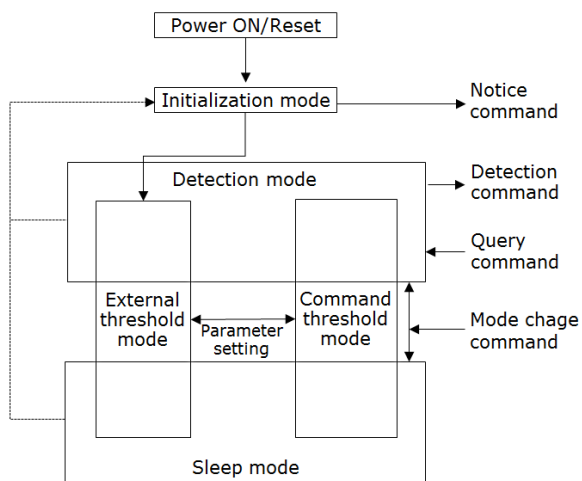 Power ON/Reset
Initialization mode
Notice
command
Detection mode
Detection
command
Query
command
External
threshold
mode
Parameter
setting
Command
threshold
mode
Mode chage
command
Sleep mode